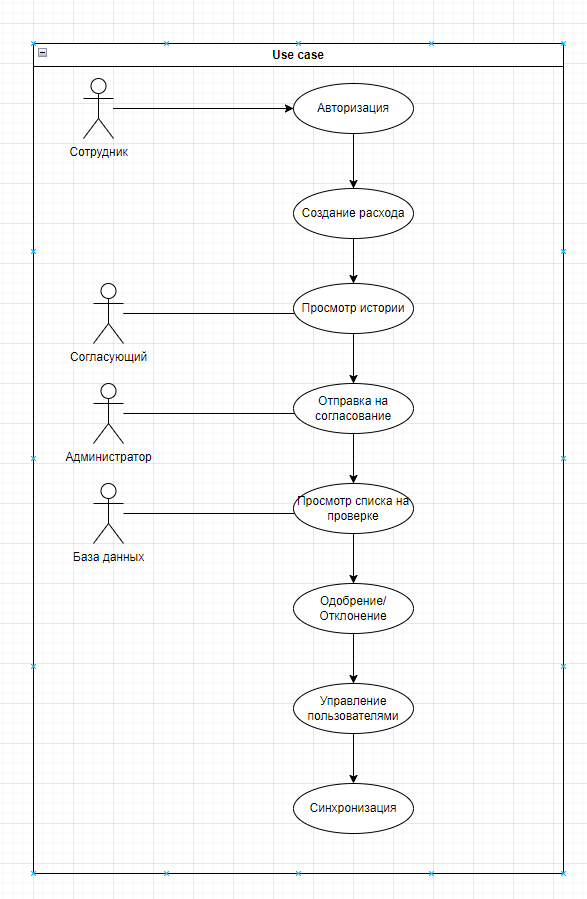 Use case
Авторизация
Сотрудник
Создание расхода
Просмотр истории
Согласующий
Отправка на
согласование
Администратор
Просмотр списка на
проверке
База данных
Одобрение/
Отклонение
Управление
пользователями
Синхронизация